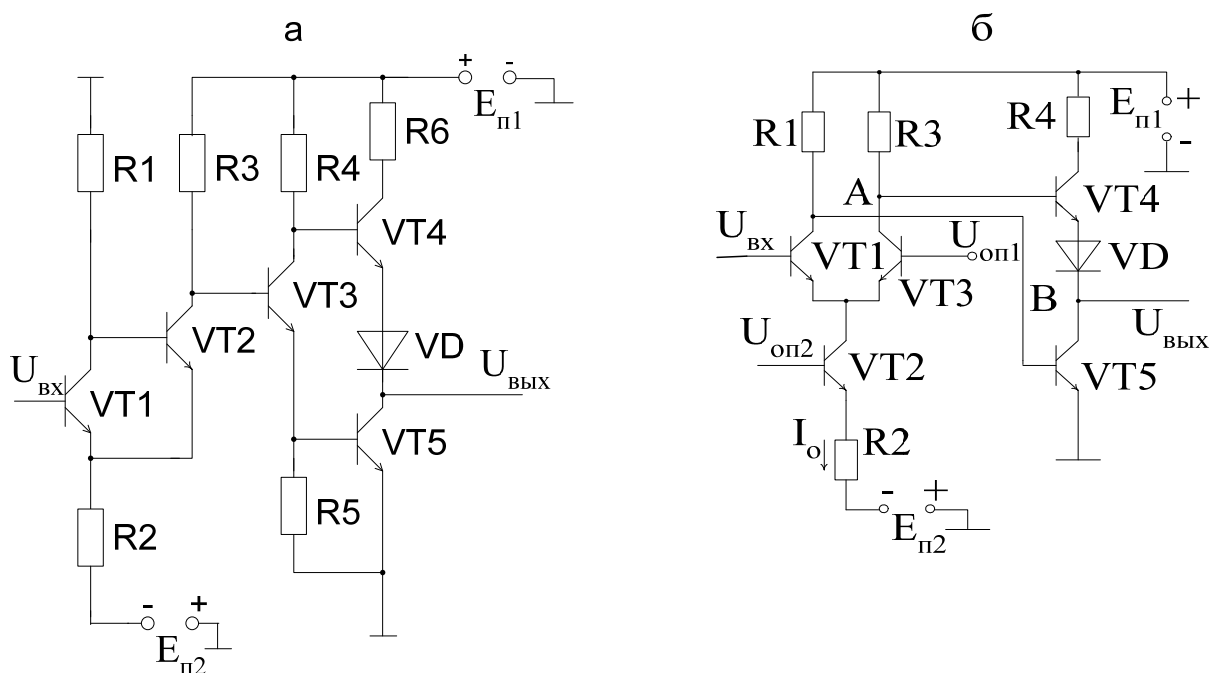 а
+ -
Eп1
R1
R3
R4
R6
VT4
VT3
VT2
VD
Uвх
VT1
Uвых
VT5
R2
R5
- +
Eп2
б
R1
R3
R4
Eп1
+
-
A
VT4
Uвх
VT1
Uоп1
VT3
VD
B
Uвых
Uоп2
VT2
VT5
Iо
R2
- +
Eп2